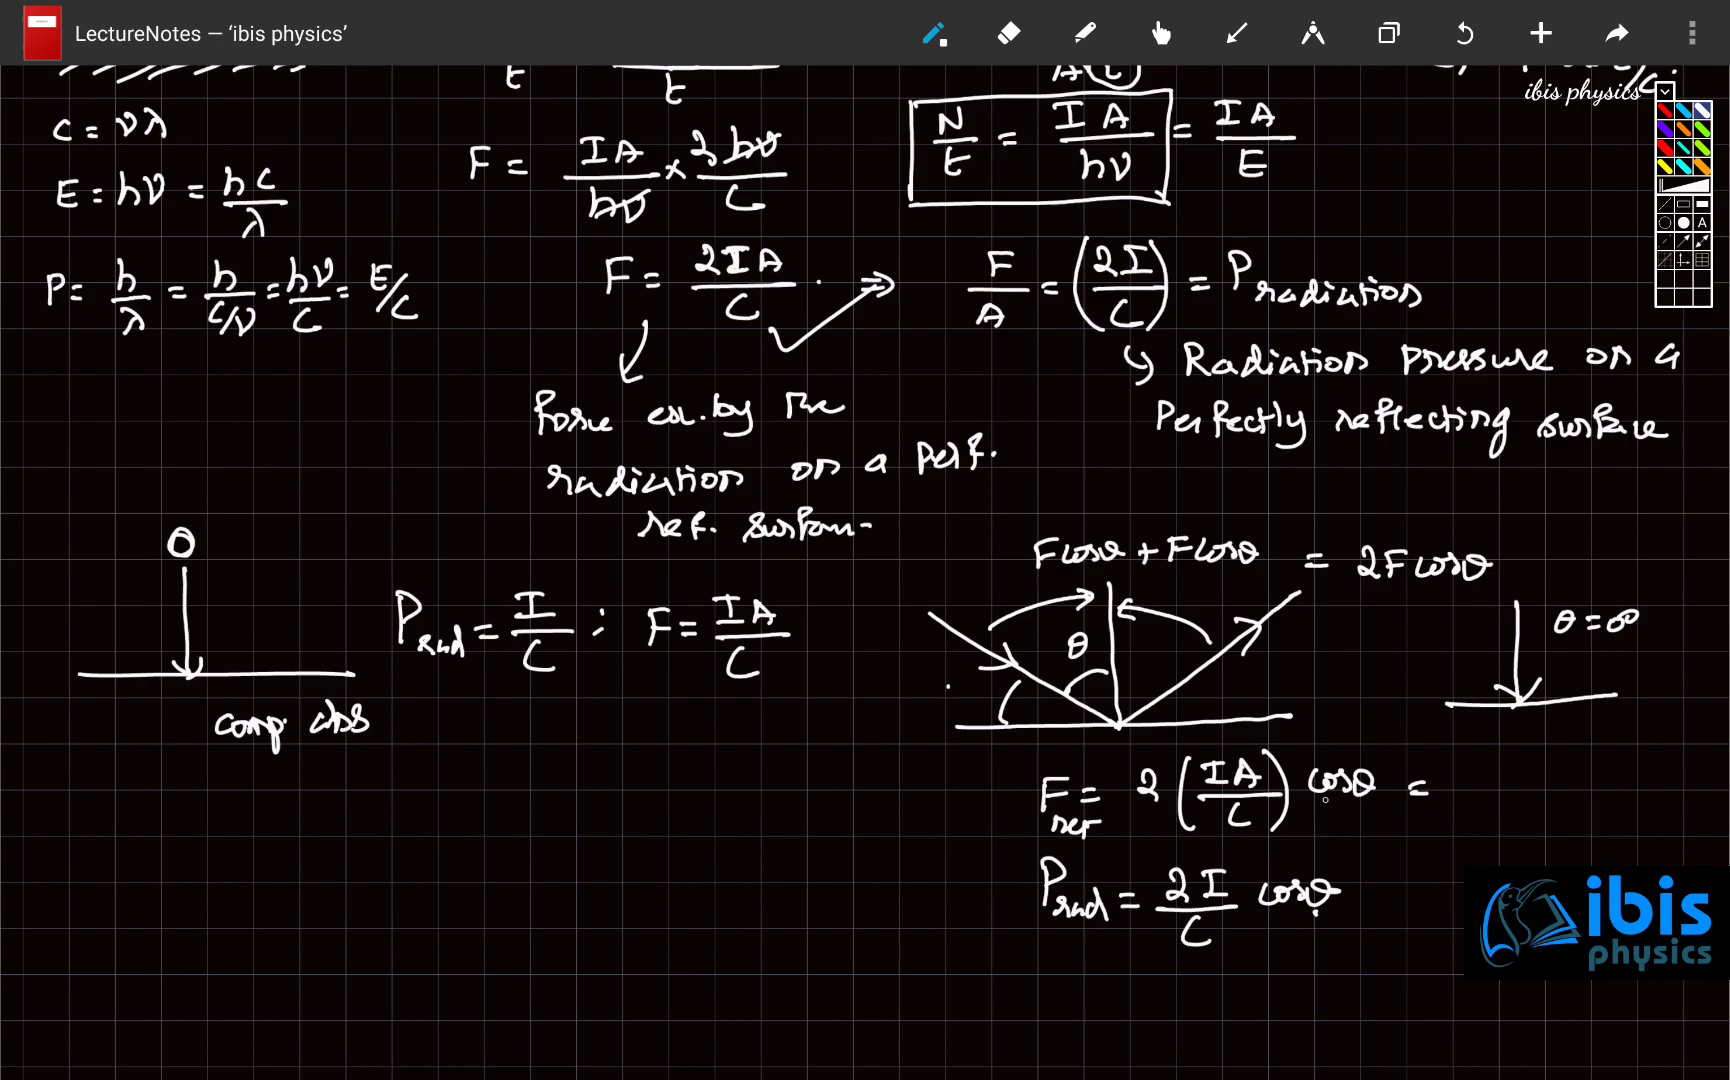 LectureNotes — ‘ibis physics’
ibis physics
C = νλ
E = hν = hc/λ
P = h/λ = h/(c/ν) = hν/C = E/C
t
t
F = IA/hν × 2hν/C
F = 2IA/C
N/t = IA/hν = IA/E
F/A = (2I/C) = P radiation
↳ Radiation Pressure on a
Perfectly reflecting surface
Force ex. by the
radiation on a perf.
ref. surface
θ
comp. abs
P rad = I/C ; F = IA/C
F cosθ + F cosθ = 2F cosθ
θ
θ = 0°
F ref = 2 (IA/C) cosθ =
P rad = 2I/C cosθ
ibis
physics